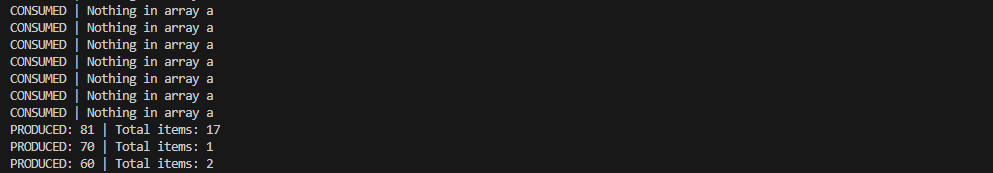 CONSUMED | Nothing in array a
CONSUMED | Nothing in array a
CONSUMED | Nothing in array a
CONSUMED | Nothing in array a
CONSUMED | Nothing in array a
CONSUMED | Nothing in array a
CONSUMED | Nothing in array a
PRODUCED: 81 | Total items: 17
PRODUCED: 70 | Total items: 1
PRODUCED: 60 | Total items: 2